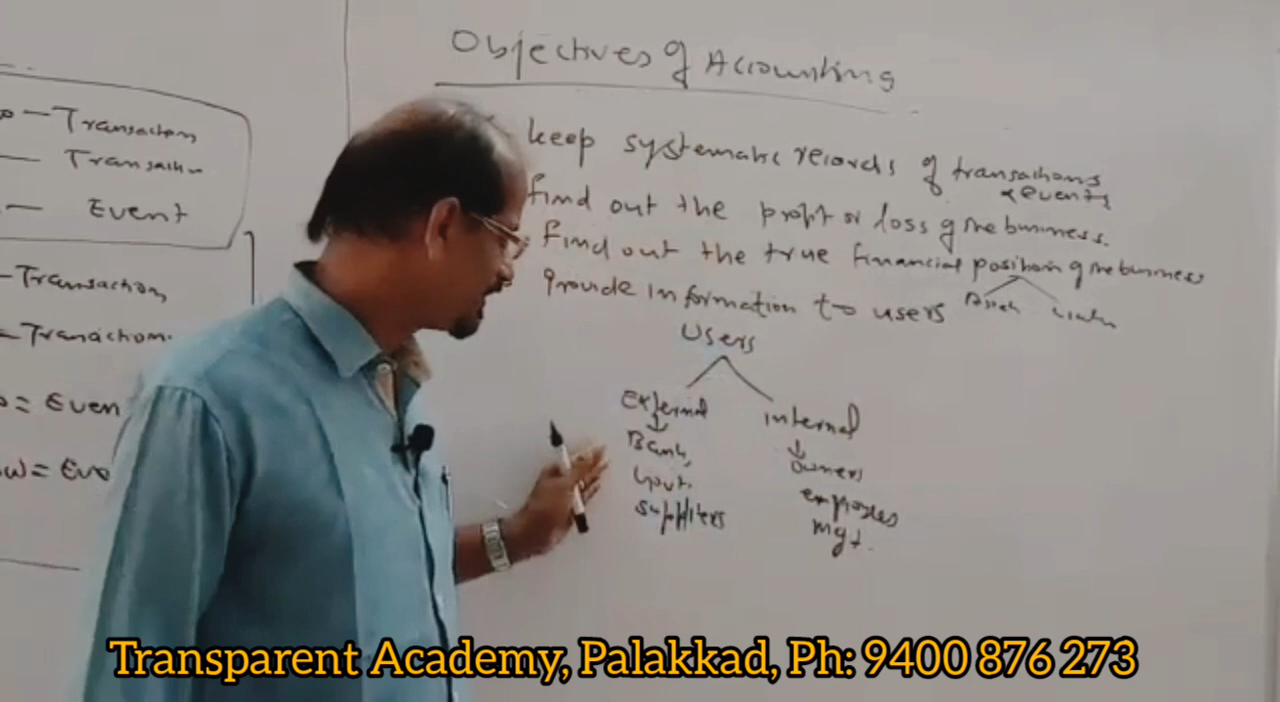 Objectives of Accounting
keep systematic records of transactions
& events
find out the profit or loss of the business.
find out the true financial position of the business
Provide information to users
Users
External
Internal
Bank,
Govt.
Suppliers
Owners
employees
Mgt.
— Transaction
— Transaction
— Event
- Transaction
= Even
w = Eve
Transparent Academy, Palakkad, Ph: 9400 876 273